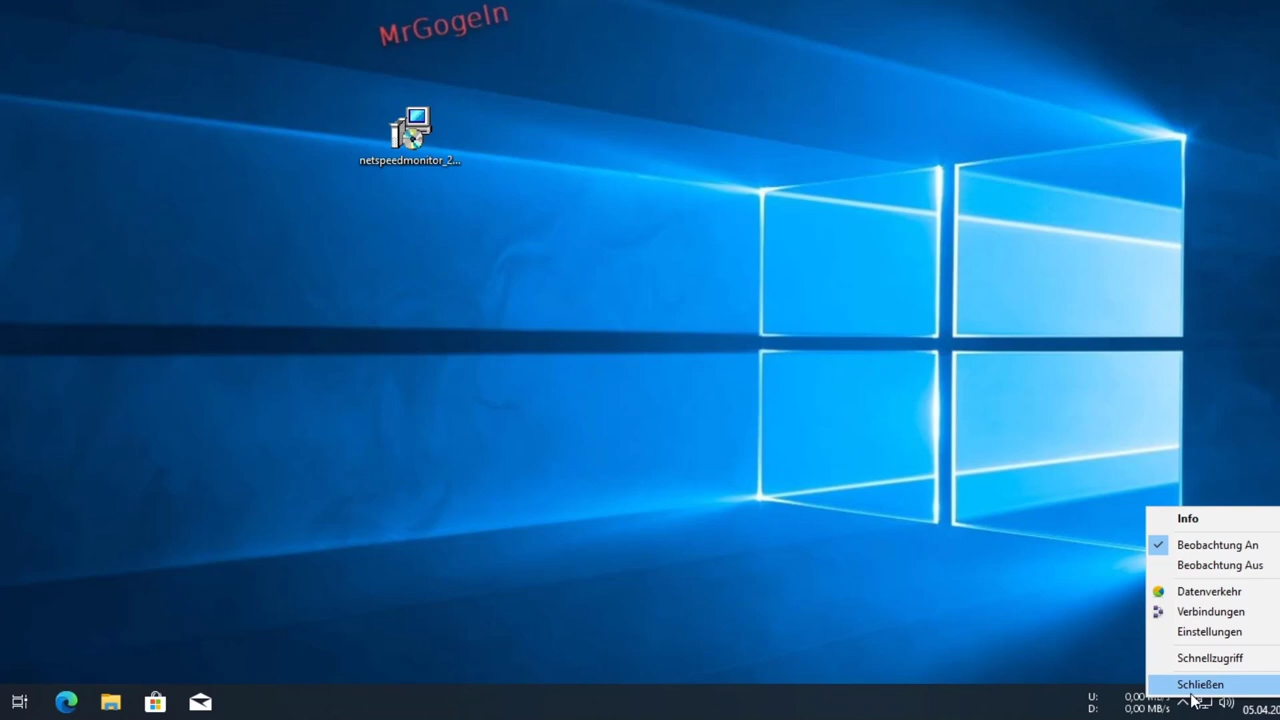 MrGogeln
netspeedmonitor_2...
Info
Beobachtung An
Beobachtung Aus
Datenverkehr
Verbindungen
Einstellungen
Schnellzugriff
Schließen
U: 0,00 MB/s
D: 0,00 MB/s
05.04.20